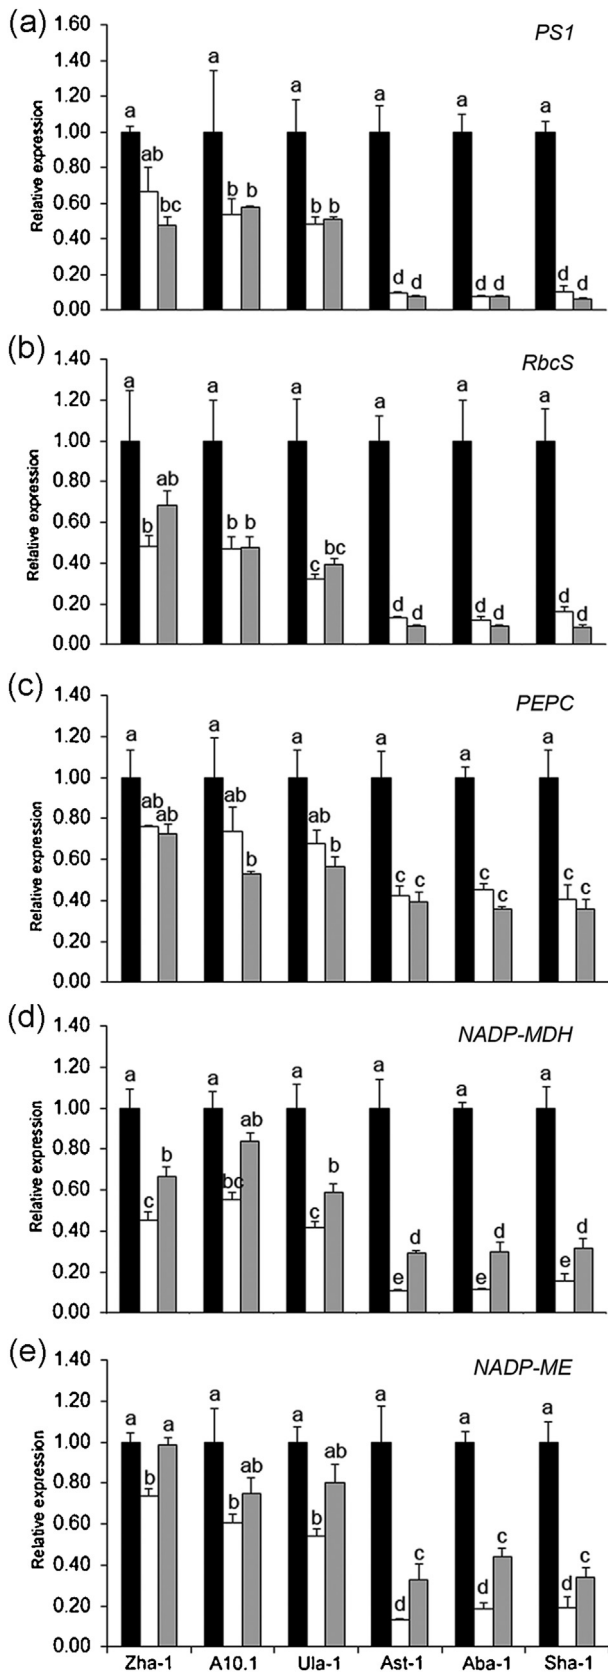 (a)
PS1
Relative expression
1.60
1.40
1.20
1.00
0.80
0.60
0.40
0.20
0.00
a ab bc
a b b
a b b
a d d
a d d
a d d
(b)
RbcS
Relative expression
1.40
1.20
1.00
0.80
0.60
0.40
0.20
0.00
a b ab
a b b
a c bc
a d d
a d d
a d d
(c)
PEPC
Relative expression
1.40
1.20
1.00
0.80
0.60
0.40
0.20
0.00
a ab ab
a ab b
a ab b
a c c
a c c
a c c
(d)
NADP-MDH
Relative expression
1.40
1.20
1.00
0.80
0.60
0.40
0.20
0.00
a c b
a bc ab
a c b
a e d
a e d
a e d
(e)
NADP-ME
Relative expression
1.40
1.20
1.00
0.80
0.60
0.40
0.20
0.00
a b a
a b ab
a b ab
a d c
a d c
a d c
Zha-1 A10.1 Ula-1 Ast-1 Aba-1 Sha-1